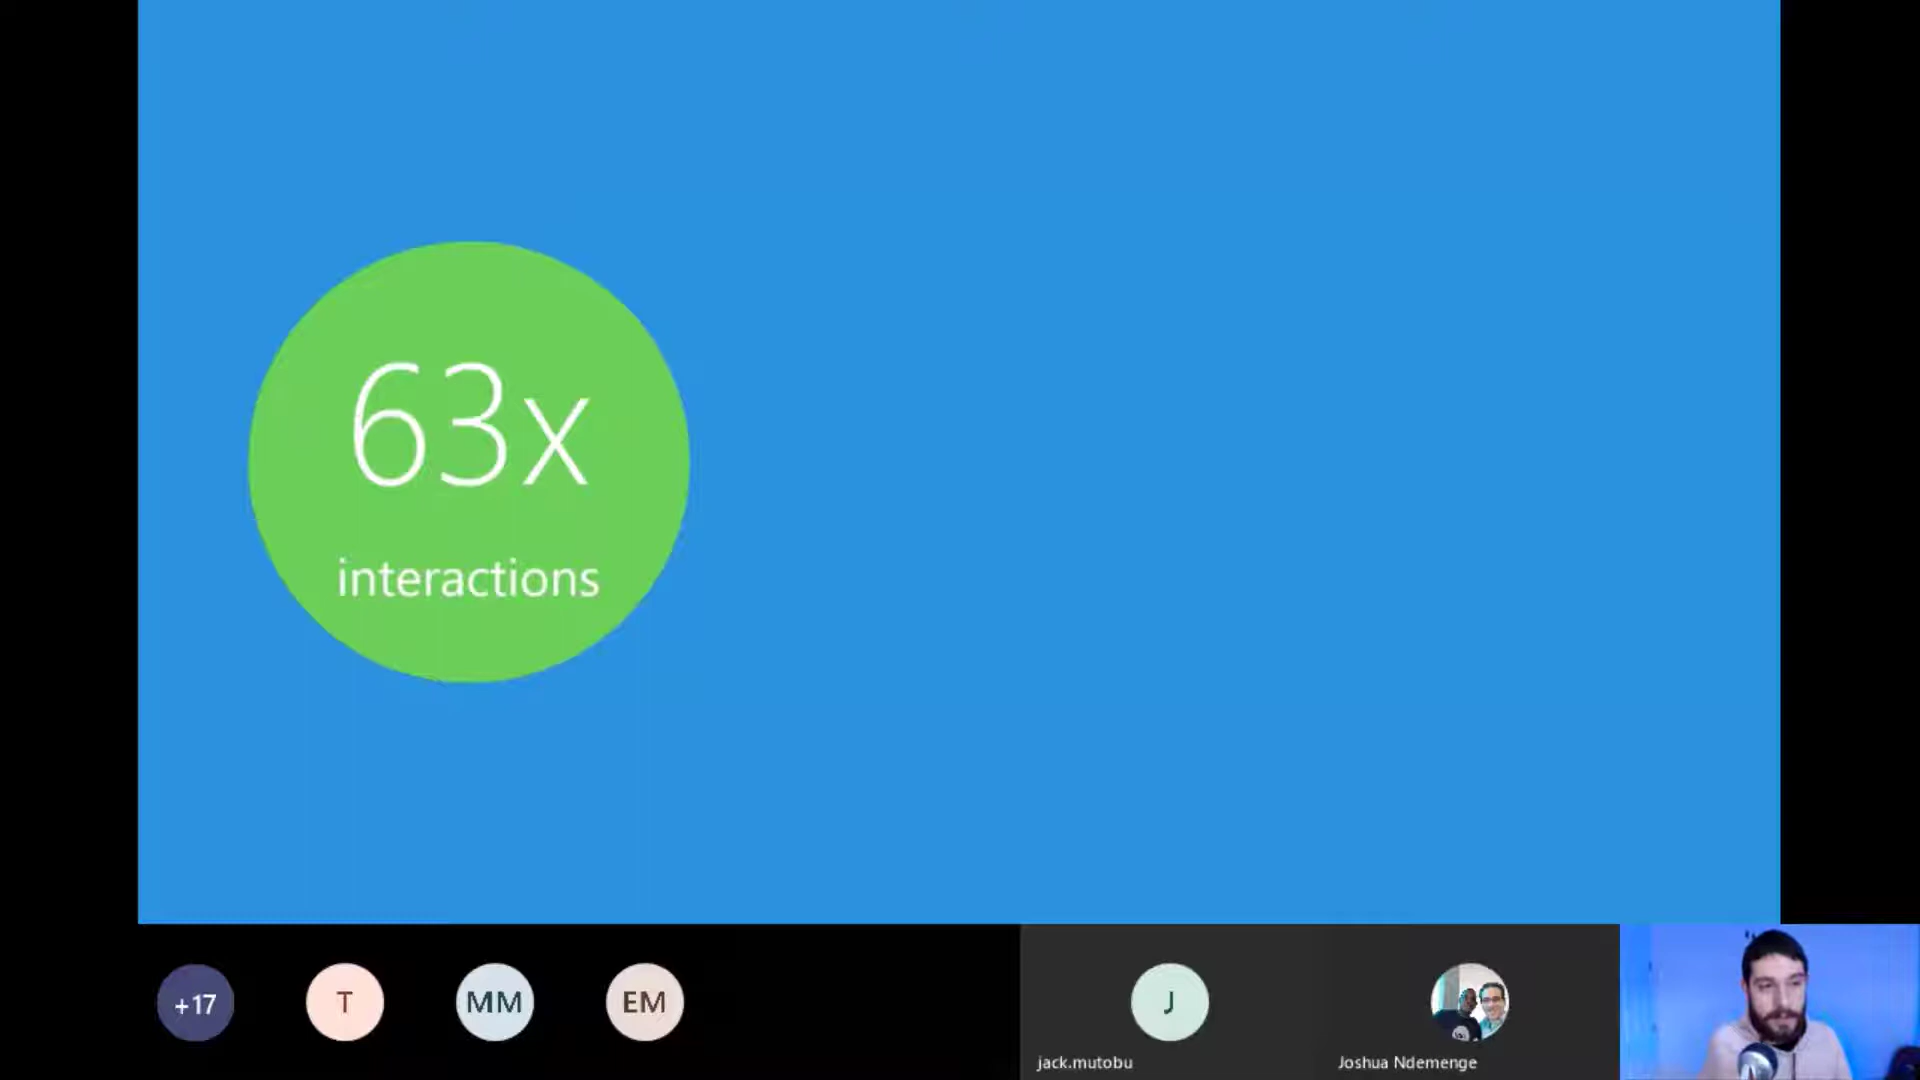 63x
interactions
+17
T
MM
EM
J
jack.mutobu
Joshua Ndemenge